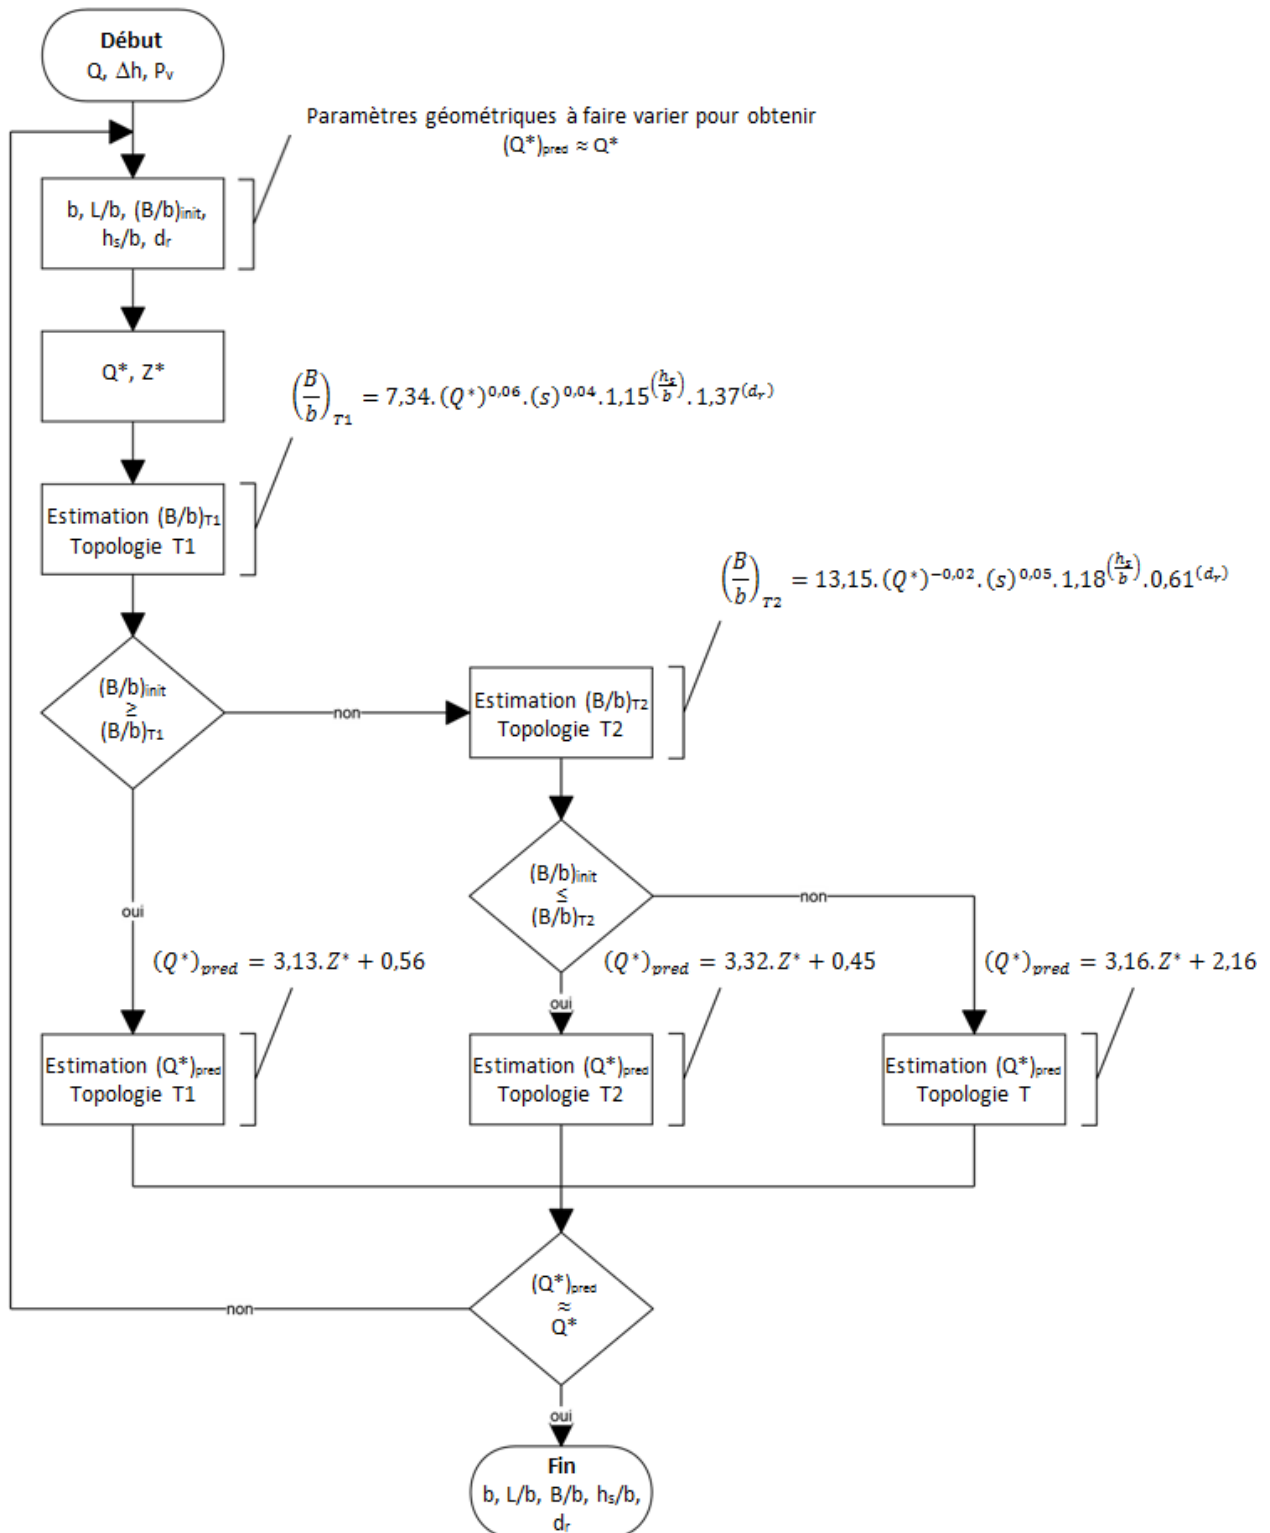 Début
Q, Δh, Pᵥ
Paramètres géométriques à faire varier pour obtenir
(Q*)pred ≈ Q*
b, L/b, (B/b)init,
hs/b, dr
Q*, Z*
(B/b)T1 = 7,34.(Q*)^0,06.(s)^0,04.1,15^(hs/b).1,37^(dr)
Estimation (B/b)T1
Topologie T1
(B/b)T2 = 13,15.(Q*)^−0,02.(s)^0,05.1,18^(hs/b).0,61^(dr)
(B/b)init
≥
(B/b)T1
non
Estimation (B/b)T2
Topologie T2
(B/b)init
≤
(B/b)T2
non
oui
(Q*)pred = 3,13.Z* + 0,56
(Q*)pred = 3,32.Z* + 0,45
(Q*)pred = 3,16.Z* + 2,16
oui
Estimation (Q*)pred
Topologie T1
Estimation (Q*)pred
Topologie T2
Estimation (Q*)pred
Topologie T
(Q*)pred
≈
Q*
non
oui
Fin
b, L/b, B/b, hs/b,
dr